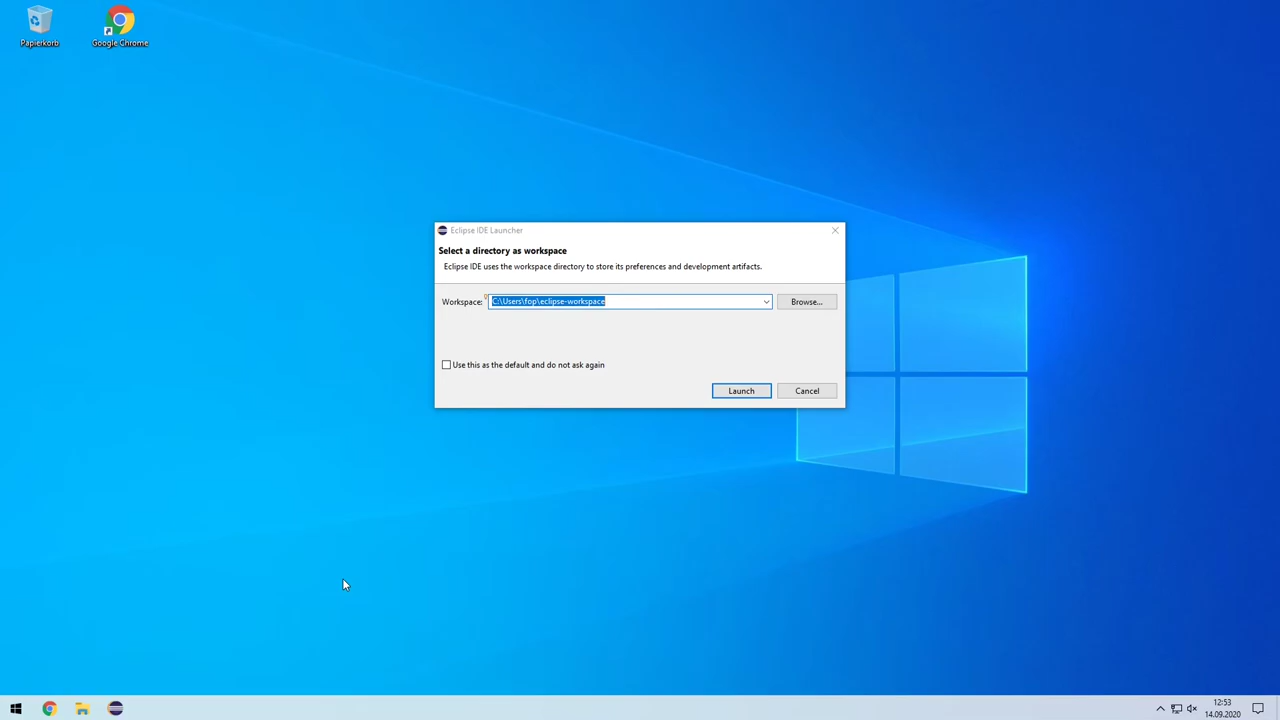 Papierkorb
Google Chrome
Eclipse IDE Launcher
Select a directory as workspace
Eclipse IDE uses the workspace directory to store its preferences and development artifacts.
Workspace: C:\Users\fop\eclipse-workspace Browse...
Use this as the default and do not ask again
Launch Cancel
12:53
14.09.2020